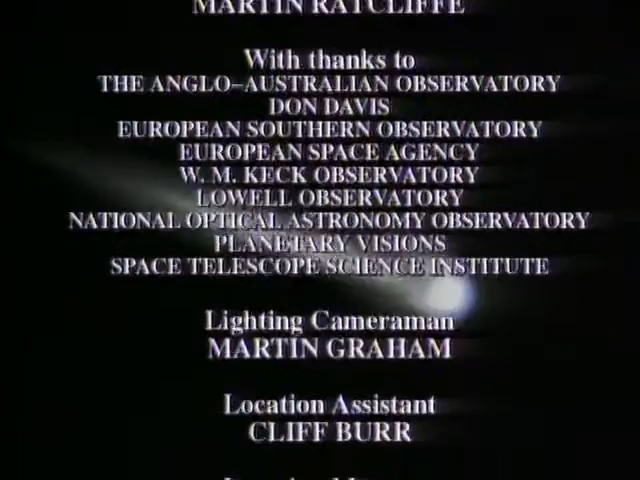 MARTIN RATCLIFFE
With thanks to
THE ANGLO–AUSTRALIAN OBSERVATORY
DON DAVIS
EUROPEAN SOUTHERN OBSERVATORY
EUROPEAN SPACE AGENCY
W. M. KECK OBSERVATORY
LOWELL OBSERVATORY
NATIONAL OPTICAL ASTRONOMY OBSERVATORY
PLANETARY VISIONS
SPACE TELESCOPE SCIENCE INSTITUTE
Lighting Cameraman
MARTIN GRAHAM
Location Assistant
CLIFF BURR